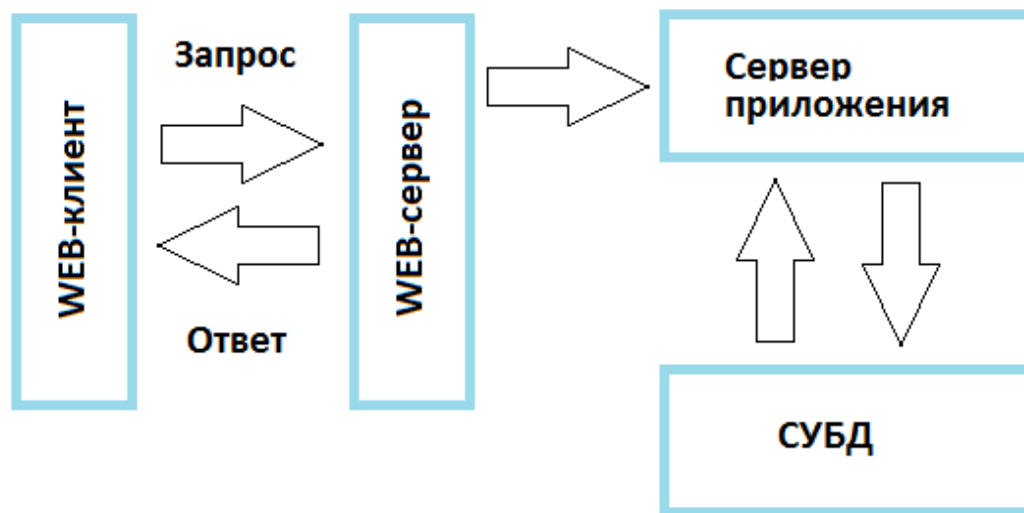 WEB-клиент
Запрос
Ответ
WEB-сервер
Сервер
приложения
СУБД